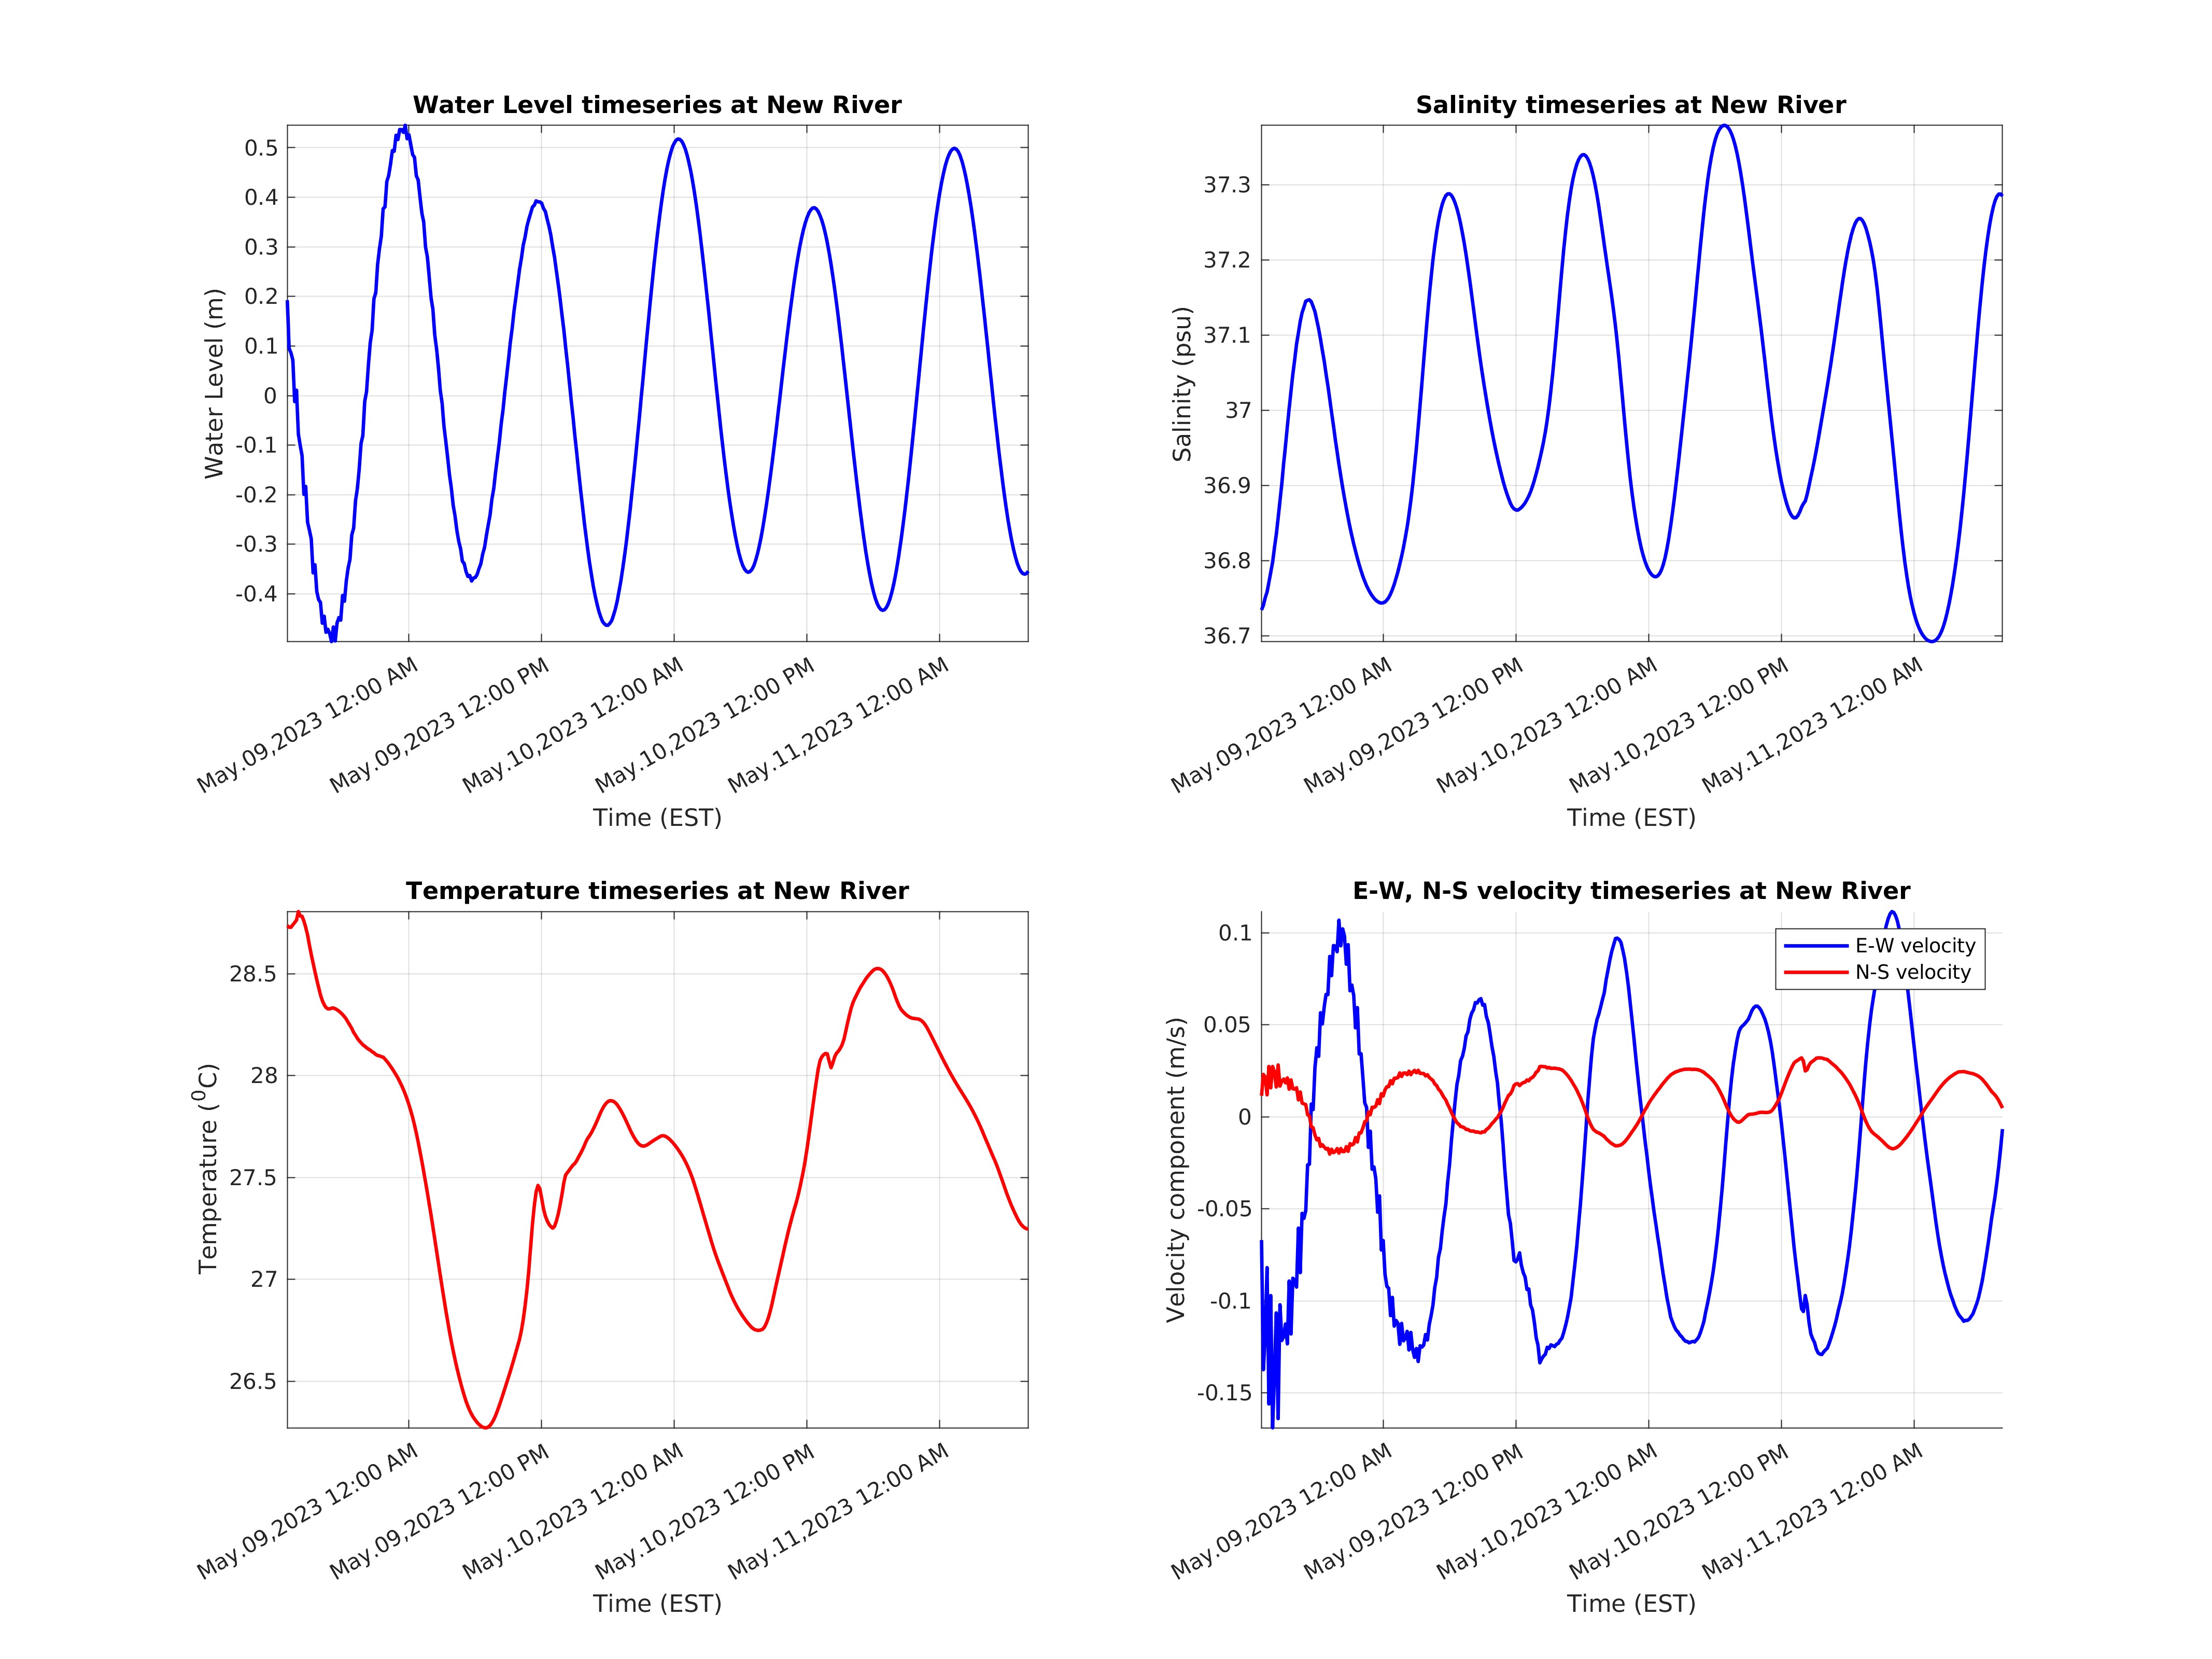 Water Level timeseries at New River
Water Level (m)
0.5
0.4
0.3
0.2
0.1
0
-0.1
-0.2
-0.3
-0.4
May.09,2023 12:00 AM
May.09,2023 12:00 PM
May.10,2023 12:00 AM
May.10,2023 12:00 PM
May.11,2023 12:00 AM
Time (EST)
Salinity timeseries at New River
Salinity (psu)
37.3
37.2
37.1
37
36.9
36.8
36.7
May.09,2023 12:00 AM
May.09,2023 12:00 PM
May.10,2023 12:00 AM
May.10,2023 12:00 PM
May.11,2023 12:00 AM
Time (EST)
Temperature timeseries at New River
Temperature (⁰C)
28.5
28
27.5
27
26.5
May.09,2023 12:00 AM
May.09,2023 12:00 PM
May.10,2023 12:00 AM
May.10,2023 12:00 PM
May.11,2023 12:00 AM
Time (EST)
E-W, N-S velocity timeseries at New River
Velocity component (m/s)
0.1
0.05
0
-0.05
-0.1
-0.15
E-W velocity
N-S velocity
May.09,2023 12:00 AM
May.09,2023 12:00 PM
May.10,2023 12:00 AM
May.10,2023 12:00 PM
May.11,2023 12:00 AM
Time (EST)